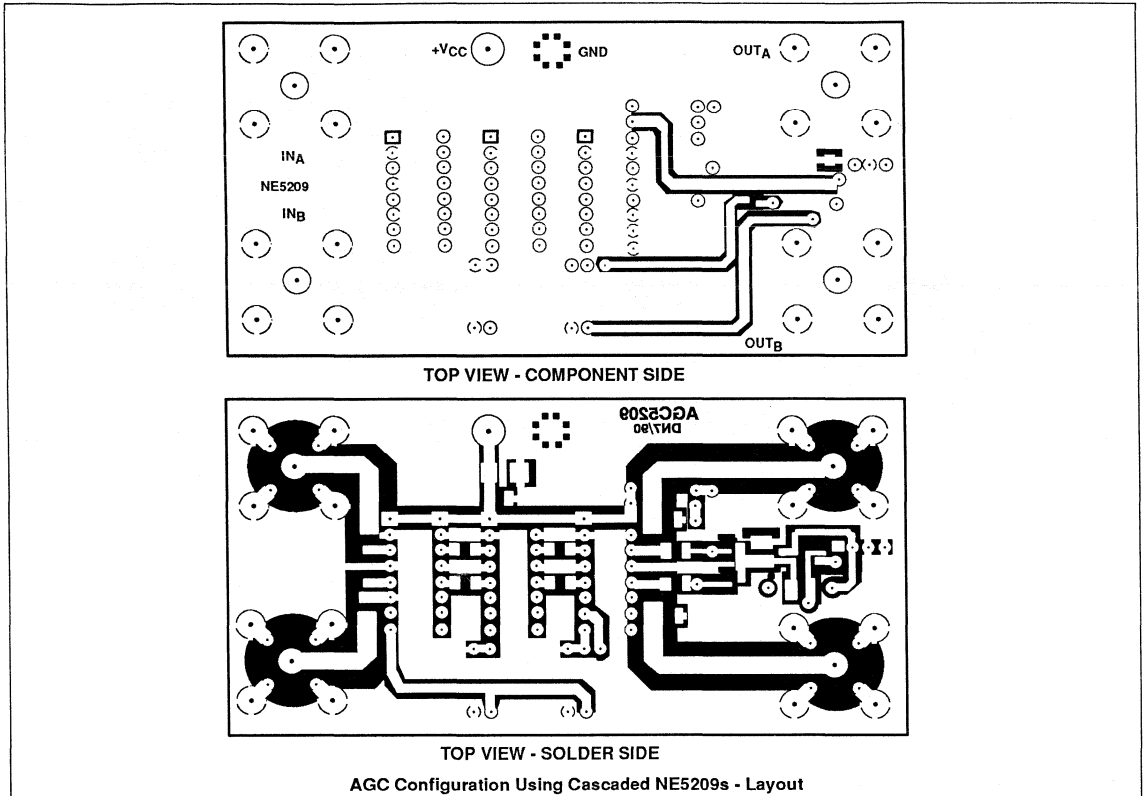 +VCC GND OUTA
INA
NE5209
INB
OUTB
TOP VIEW - COMPONENT SIDE
AGC5209
DN7/90
TOP VIEW - SOLDER SIDE
AGC Configuration Using Cascaded NE5209s - Layout